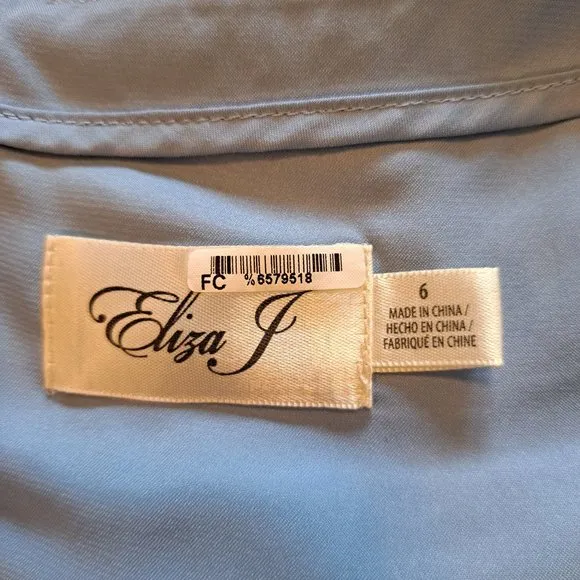 FC %6579518
Eliza J
6
MADE IN CHINA /
HECHO EN CHINA /
FABRIQUÉ EN CHINE